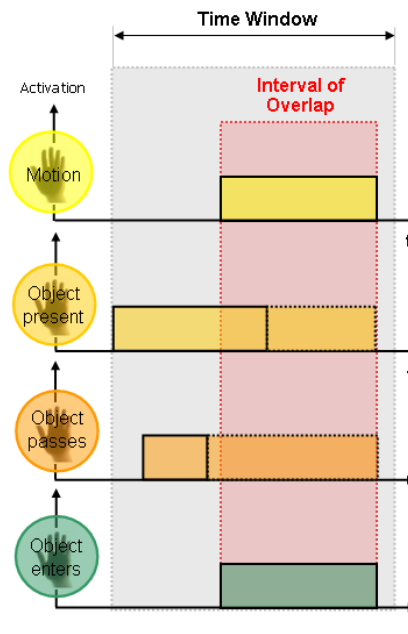 Time Window
Activation
Interval of
Overlap
Motion
Object
present
Object
passes
Object
enters